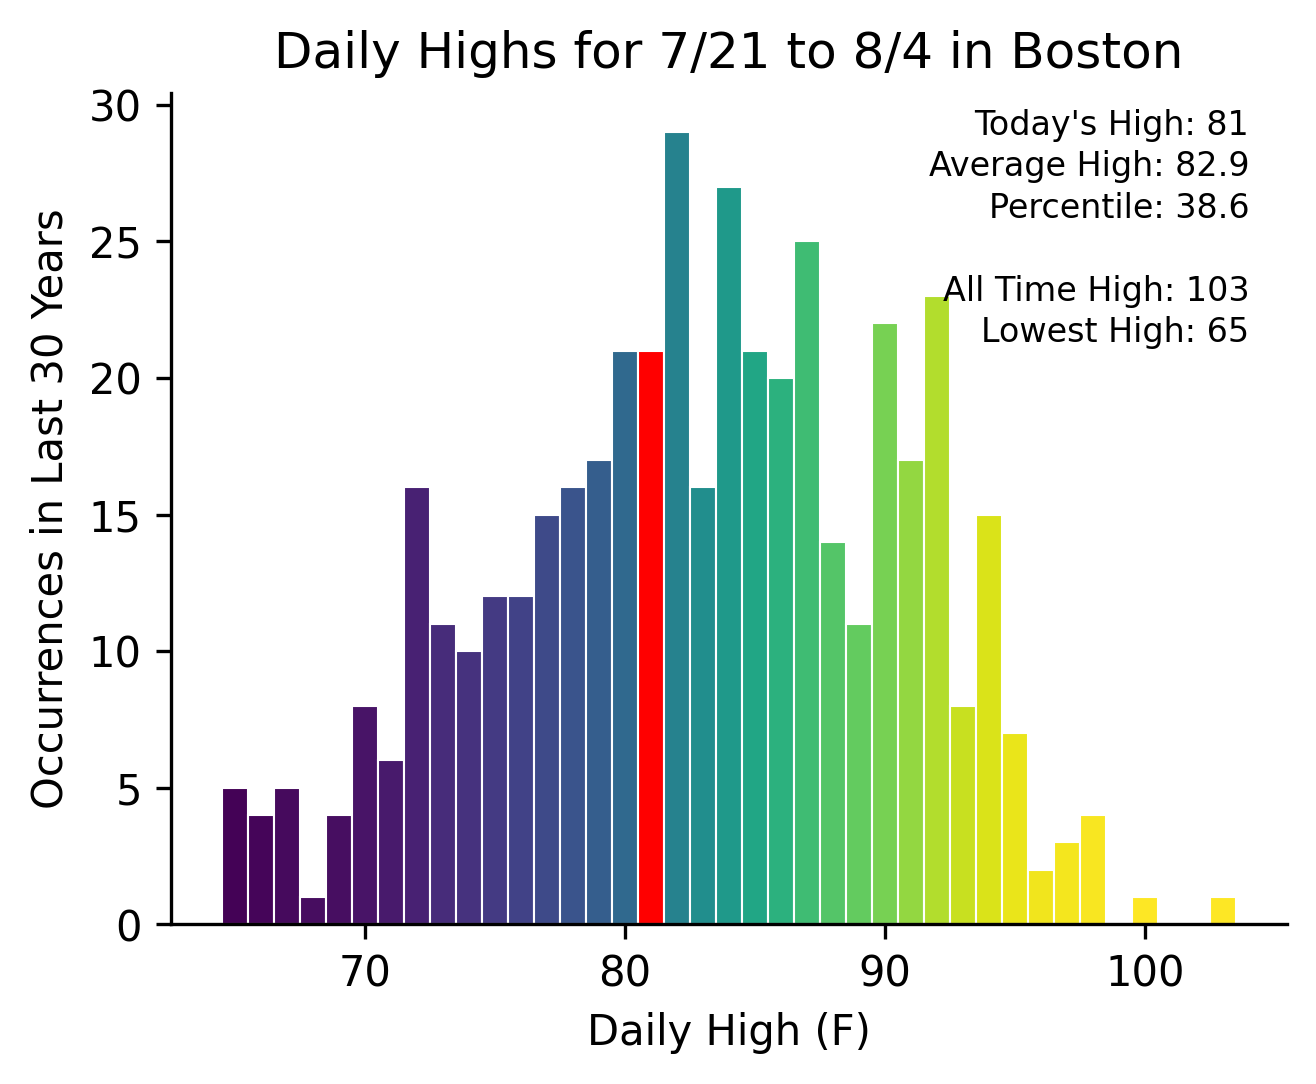 Daily Highs for 7/21 to 8/4 in Boston
Today's High: 81
Average High: 82.9
Percentile: 38.6
All Time High: 103
Lowest High: 65
Occurrences in Last 30 Years
30
25
20
15
10
5
0
70
80
90
100
Daily High (F)